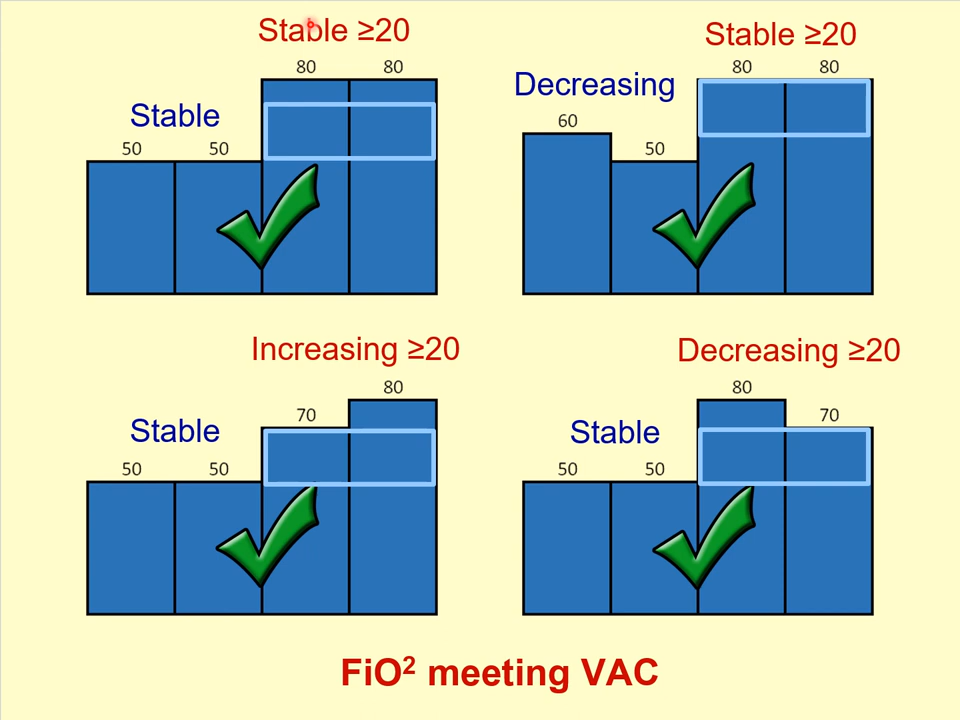 Stable ≥20
80 80
Stable
50 50
Stable ≥20
80 80
Decreasing
60
50
Increasing ≥20
80
70
Stable
50 50
Decreasing ≥20
80
70
Stable
50 50
FiO² meeting VAC